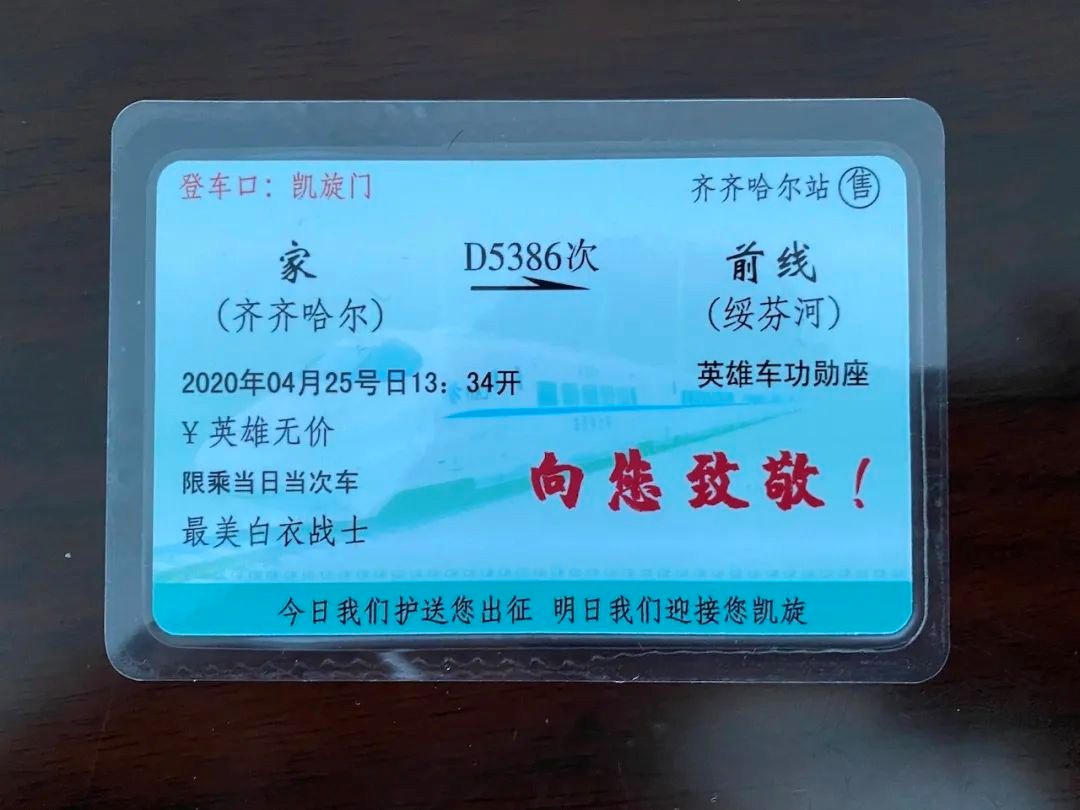 登车口：凯旋门 齐齐哈尔站 售
家 D5386次 前线
（齐齐哈尔） （绥芬河）
2020年04月25号日13：34开 英雄车功勋座
￥英雄无价
限乘当日当次车 向您致敬！
最美白衣战士
今日我们护送您出征 明日我们迎接您凯旋